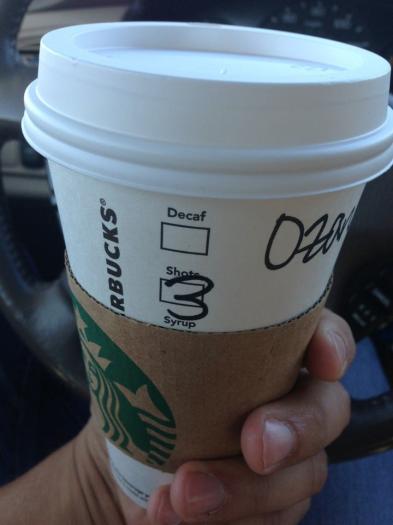 RBUCKS®
Decaf
Shots
3
Syrup